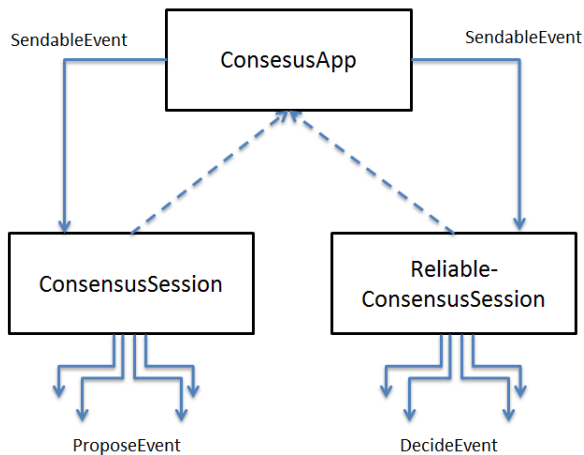 SendableEvent
SendableEvent
ConsesusApp
ConsensusSession
Reliable-
ConsensusSession
ProposeEvent
DecideEvent